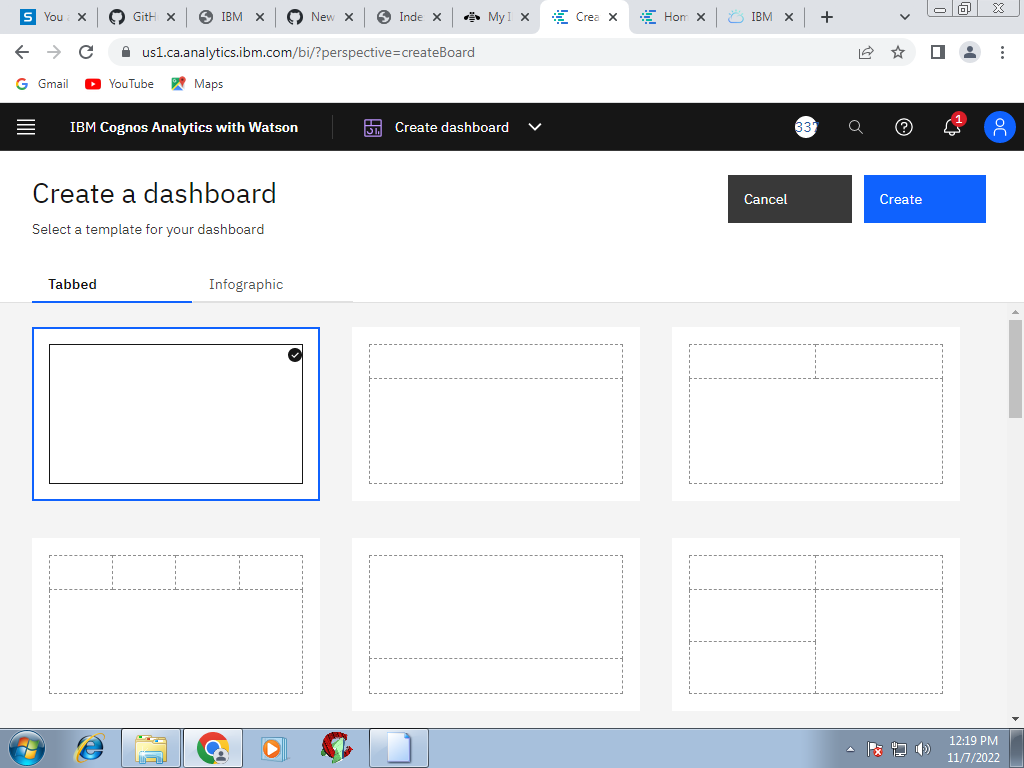 You
GitH
IBM
New
Inde
My I
Crea
Hom
IBM
us1.ca.analytics.ibm.com/bi/?perspective=createBoard
Gmail
YouTube
Maps
IBM Cognos Analytics with Watson
Create dashboard
337
1
Create a dashboard
Cancel
Create
Select a template for your dashboard
Tabbed
Infographic
12:19 PM
11/7/2022